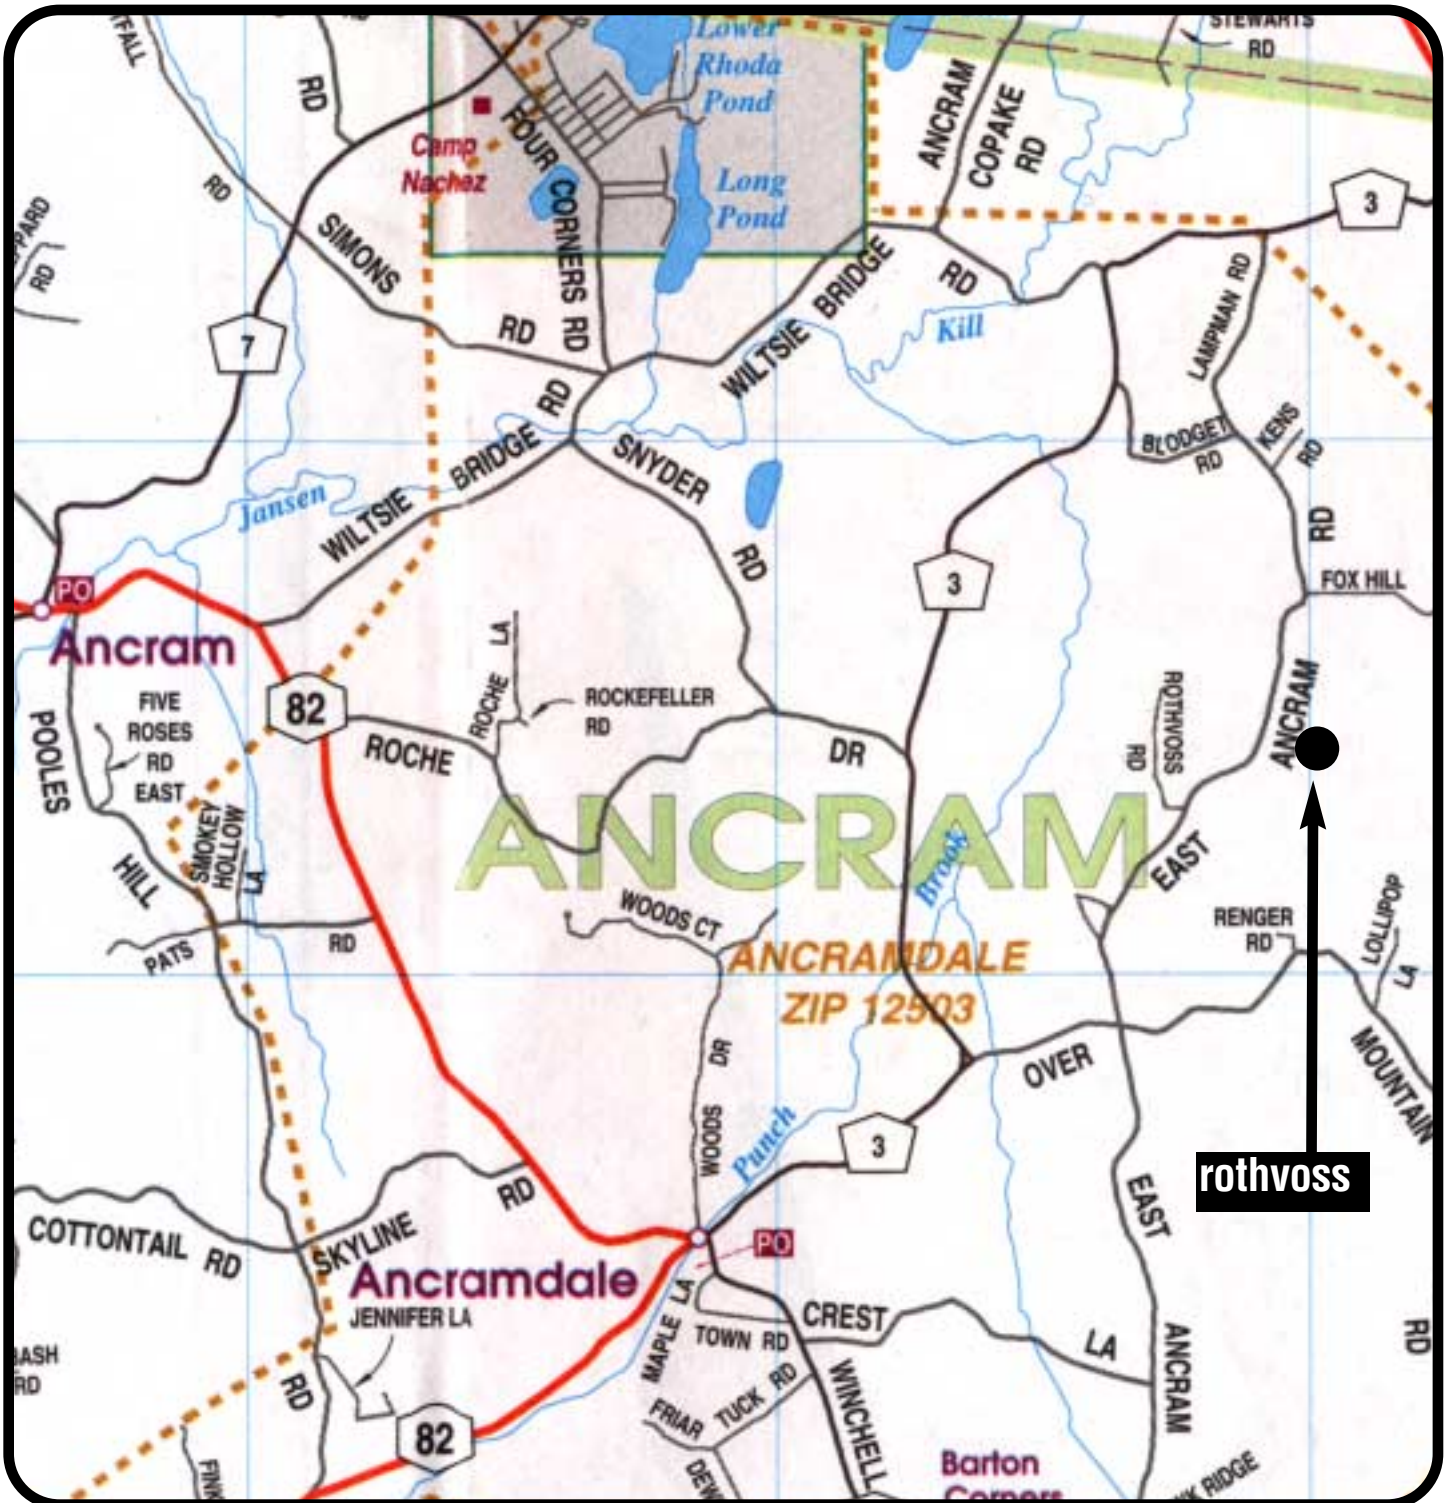 STEWARTS
RD
Lower
Rhoda
Pond
RD
ANCRAM
COPAKE
RD
FOUR
CORNERS RD
Camp
Nachez
Long
Pond
RD
3
RD
SIMONS
RD
7
WILTSIE BRIDGE
RD
Kill
LAMPMAN RD
WILTSIE BRIDGE RD
SNYDER
RD
BLODGET
RD
KENS
RD
RD
Jansen
FOX HILL
3
PO
Ancram
82
FIVE
ROSES
RD
EAST
ROCHE LA
ROCKEFELLER
RD
ROCHE
DR
ROTHVOSS
RD
ANCRAM
EAST
POOLES
HILL
RD
SMOKEY
HOLLOW
LA
PATS
ANCRAM
Brook
WOODS CT
ANCRAMDALE
ZIP 12503
RENGER
RD
LOLLIPOP
LA
WOODS DR
OVER
MOUNTAIN
RD
Punch
3
rothvoss
COTTONTAIL RD
SKYLINE
RD
Ancramdale
PO
JENNIFER LA
RD
MAPLE LA
TOWN RD
CREST
LA
EAST
ANCRAM
FRIAR TUCK RD
WINCHELL
82
RD
Barton
Corners
RIDGE